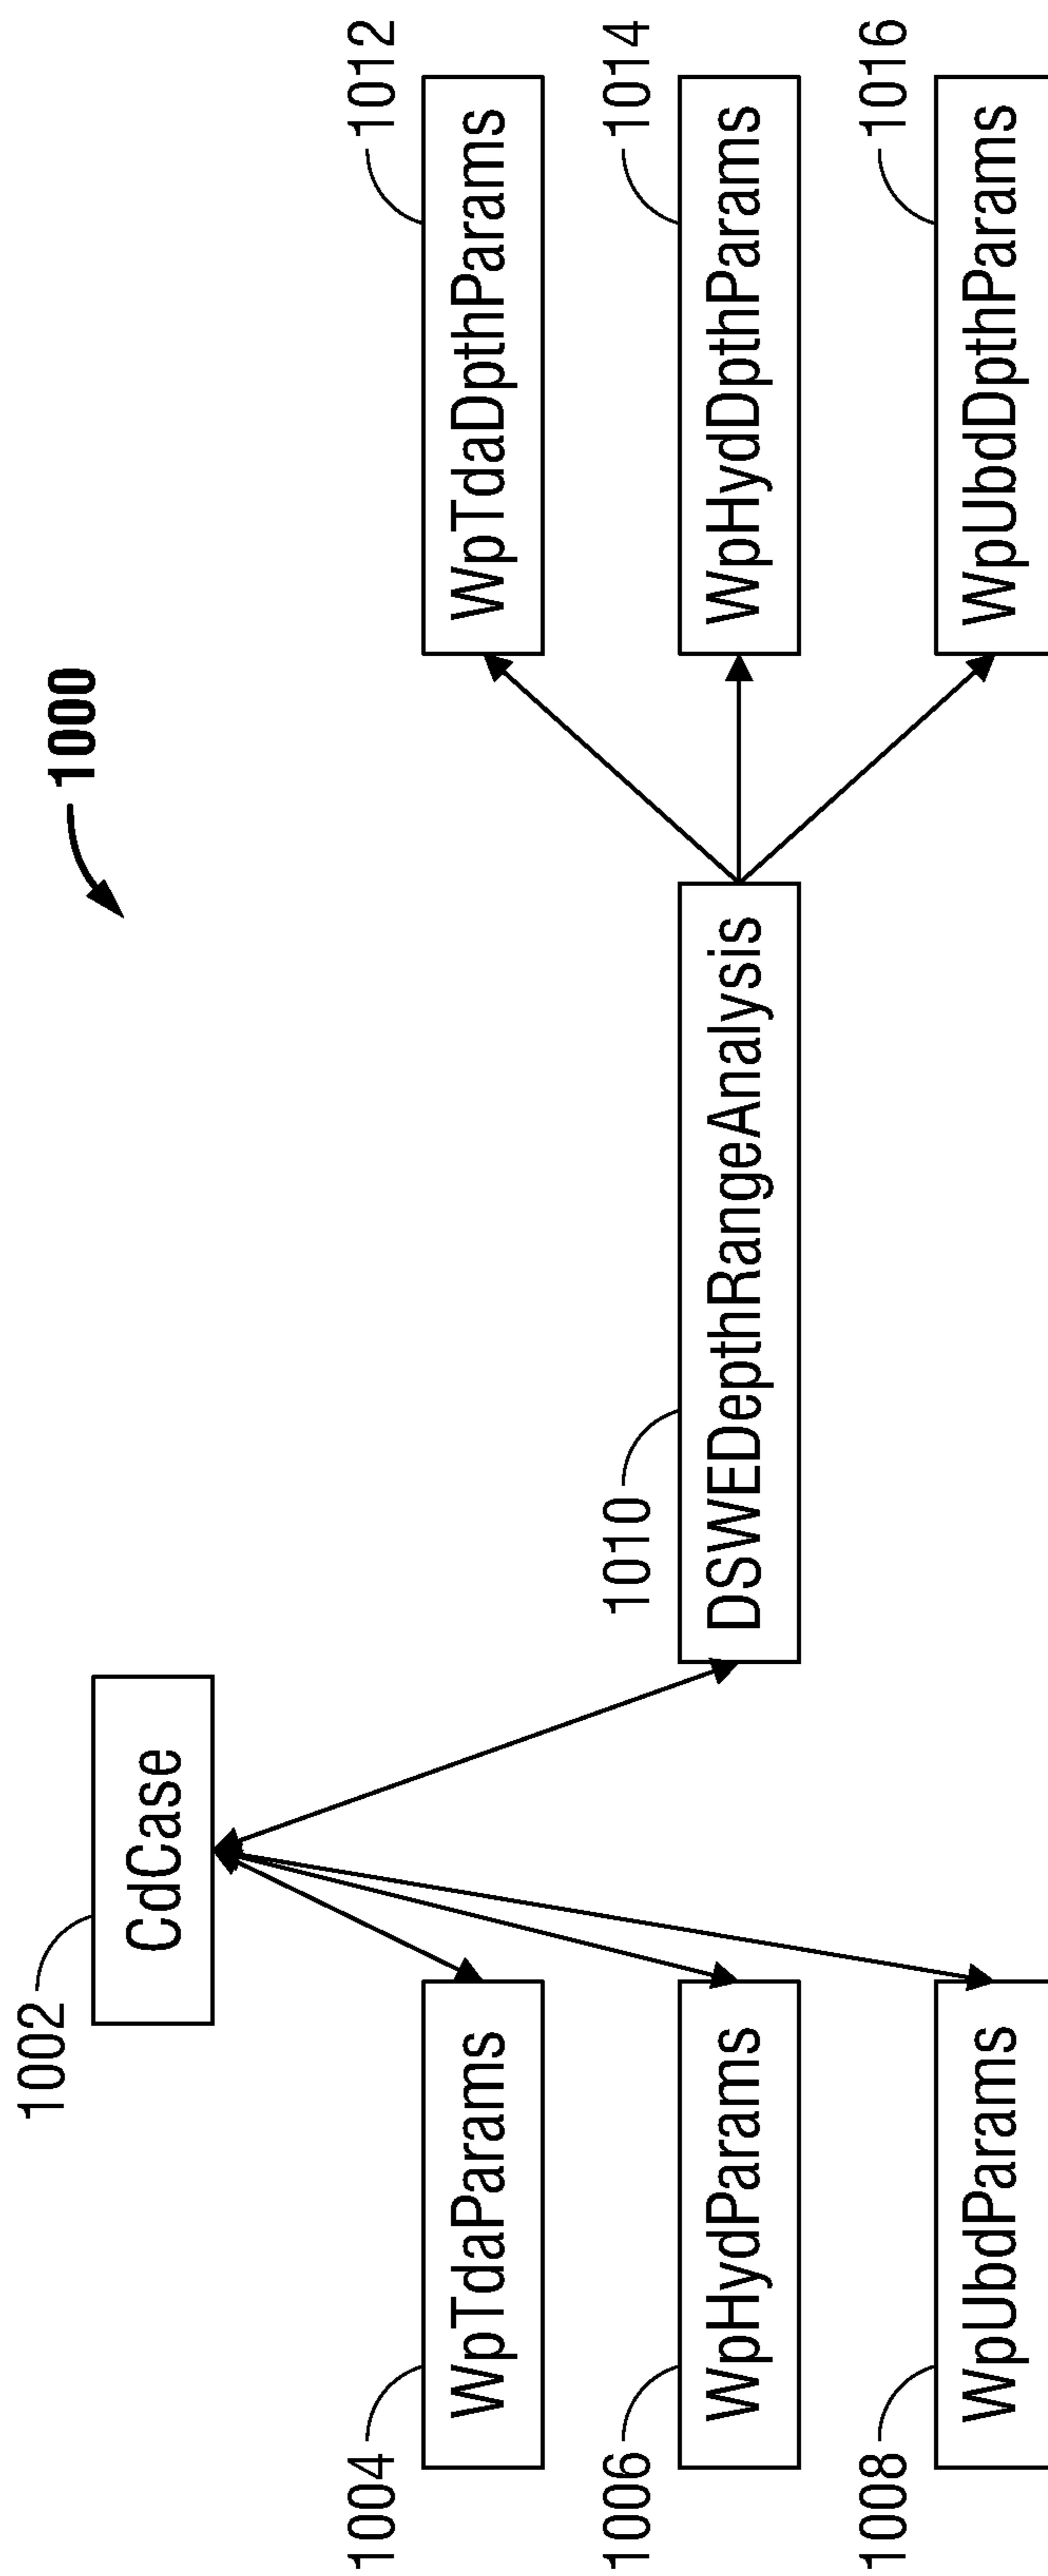 1000
1002
CdCase
1004
WpTdaParams
1012
WpTdaDpthParams
1006
WpHydParams
1010
DSWEDepthRangeAnalysis
1014
WpHydDpthParams
1008
WpUbdParams
1016
WpUbdDpthParams